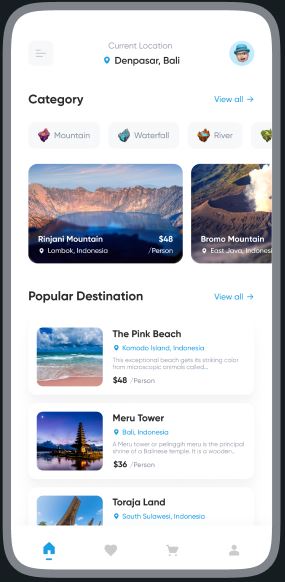 Current Location
Denpasar, Bali
Category
View all
Mountain
Waterfall
River
Rinjani Mountain
$48
Lombok, Indonesia
/Person
Bromo Mountain
East Java, Indones
Popular Destination
View all
The Pink Beach
Komodo Island, Indonesia
This exceptional beach gets its striking color
from microscopic animals called...
$48 /Person
Meru Tower
Bali, Indonesia
A Meru tower or pelinggih meru is the principal
shrine of a Balinese temple. It is a wooden...
$36 /Person
Toraja Land
South Sulawesi, Indonesia